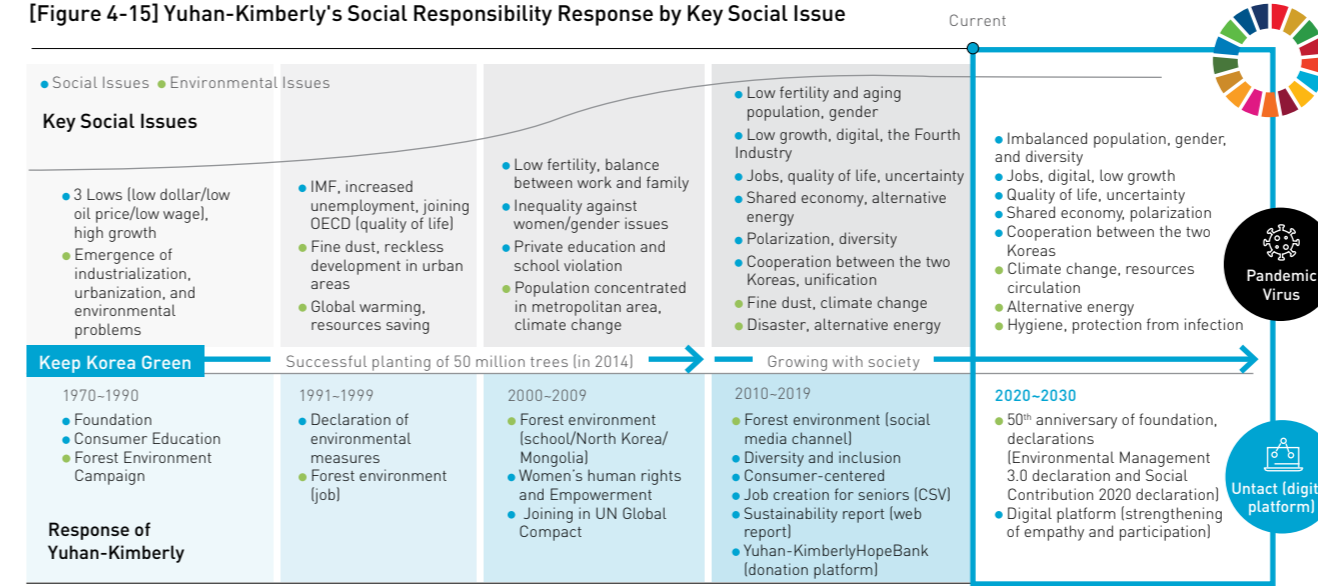 [Figure 4-15] Yuhan-Kimberly's Social Responsibility Response by Key Social Issue
Current
● Social Issues ● Environmental Issues
Key Social Issues
● 3 Lows (low dollar/low
oil price/low wage),
high growth
● Emergence of
industrialization,
urbanization, and
environmental
problems
● IMF, increased
unemployment, joining
OECD (quality of life)
● Fine dust, reckless
development in urban
areas
● Global warming,
resources saving
● Low fertility, balance
between work and family
● Inequality against
women/gender issues
● Private education and
school violation
● Population concentrated
in metropolitan area,
climate change
● Low fertility and aging
population, gender
● Low growth, digital, the Fourth
Industry
● Jobs, quality of life, uncertainty
● Shared economy, alternative
energy
● Polarization, diversity
● Cooperation between the two
Koreas, unification
● Fine dust, climate change
● Disaster, alternative energy
● Imbalanced population, gender,
and diversity
● Jobs, digital, low growth
● Quality of life, uncertainty
● Shared economy, polarization
● Cooperation between the two
Koreas
● Climate change, resources
circulation
● Alternative energy
● Hygiene, protection from infection
Pandemic
Virus
Keep Korea Green
Successful planting of 50 million trees (in 2014)
Growing with society
1970~1990
● Foundation
● Consumer Education
● Forest Environment
Campaign
Response of
Yuhan-Kimberly
1991~1999
● Declaration of
environmental
measures
● Forest environment
(job)
2000~2009
● Forest environment
(school/North Korea/
Mongolia)
● Women's human rights
and Empowerment
● Joining in UN Global
Compact
2010~2019
● Forest environment (social
media channel)
● Diversity and inclusion
● Consumer-centered
● Job creation for seniors (CSV)
● Sustainability report (web
report)
● Yuhan-KimberlyHopeBank
(donation platform)
2020~2030
● 50th anniversary of foundation,
declarations
(Environmental Management
3.0 declaration and Social
Contribution 2020 declaration)
● Digital platform (strengthening
of empathy and participation)
Untact (digit
platform)